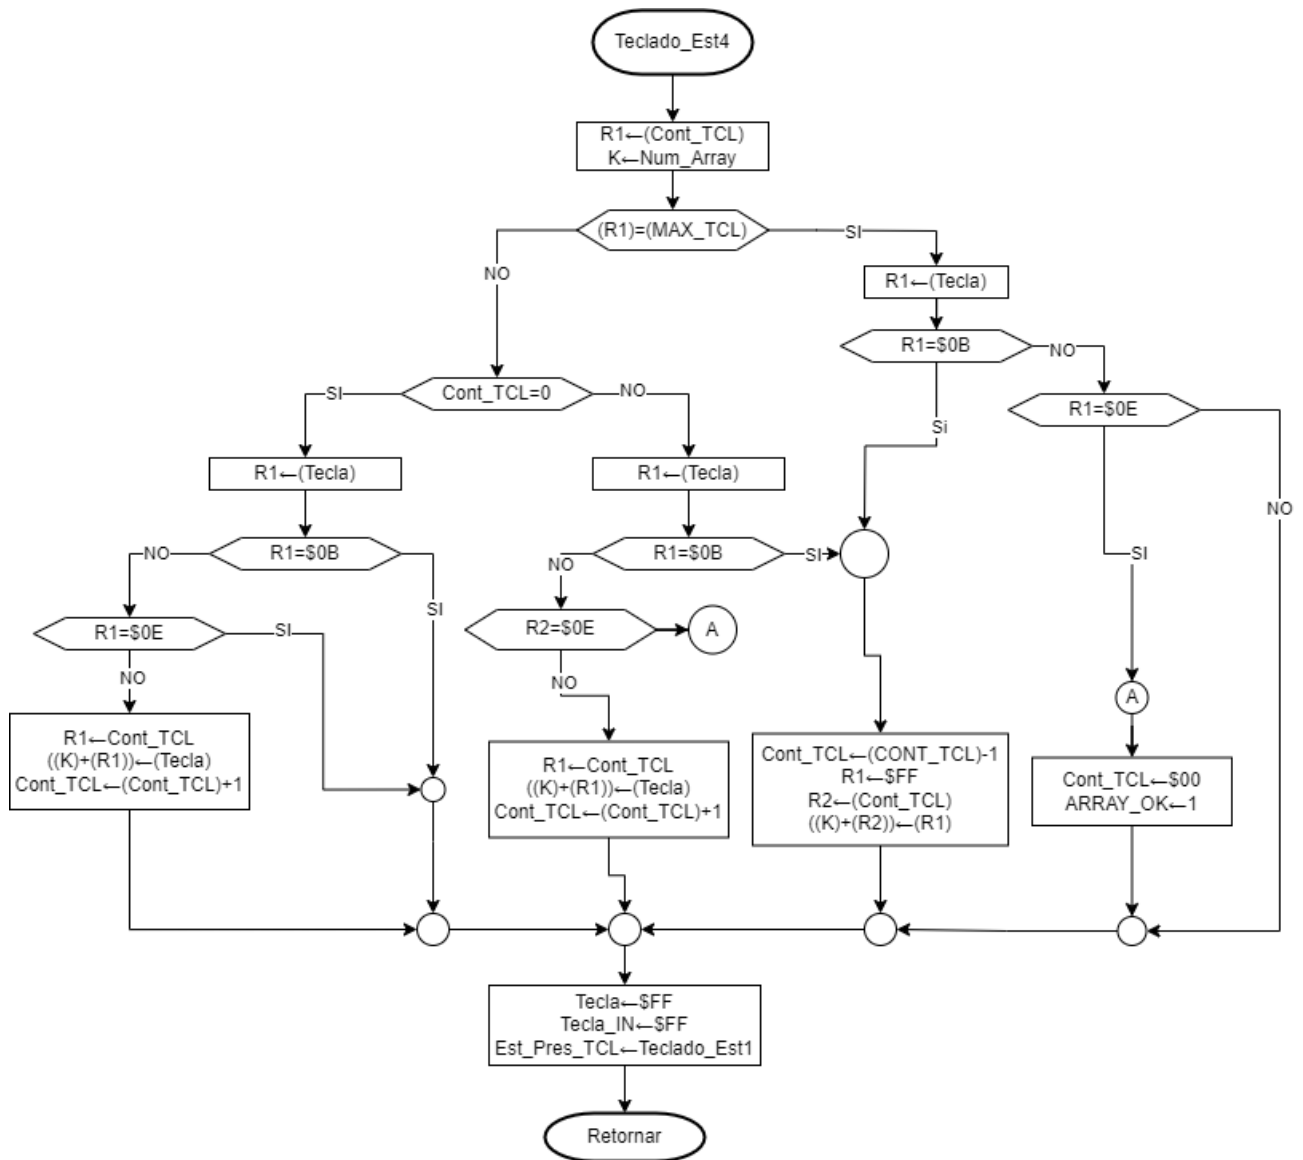 Teclado_Est4
R1←(Cont_TCL)
K←Num_Array
(R1)=(MAX_TCL)
SI
NO
R1←(Tecla)
R1=$0B
NO
Cont_TCL=0
SI
NO
R1=$0E
Si
R1←(Tecla)
R1←(Tecla)
NO
R1=$0B
NO
R1=$0B
SI
SI
NO
SI
R1=$0E
SI
R2=$0E
A
NO
NO
A
R1←Cont_TCL
((K)+(R1))←(Tecla)
Cont_TCL←(Cont_TCL)+1
R1←Cont_TCL
((K)+(R1))←(Tecla)
Cont_TCL←(Cont_TCL)+1
Cont_TCL←(CONT_TCL)-1
R1←$FF
R2←(Cont_TCL)
((K)+(R2))←(R1)
Cont_TCL←$00
ARRAY_OK←1
Tecla←$FF
Tecla_IN←$FF
Est_Pres_TCL←Teclado_Est1
Retornar